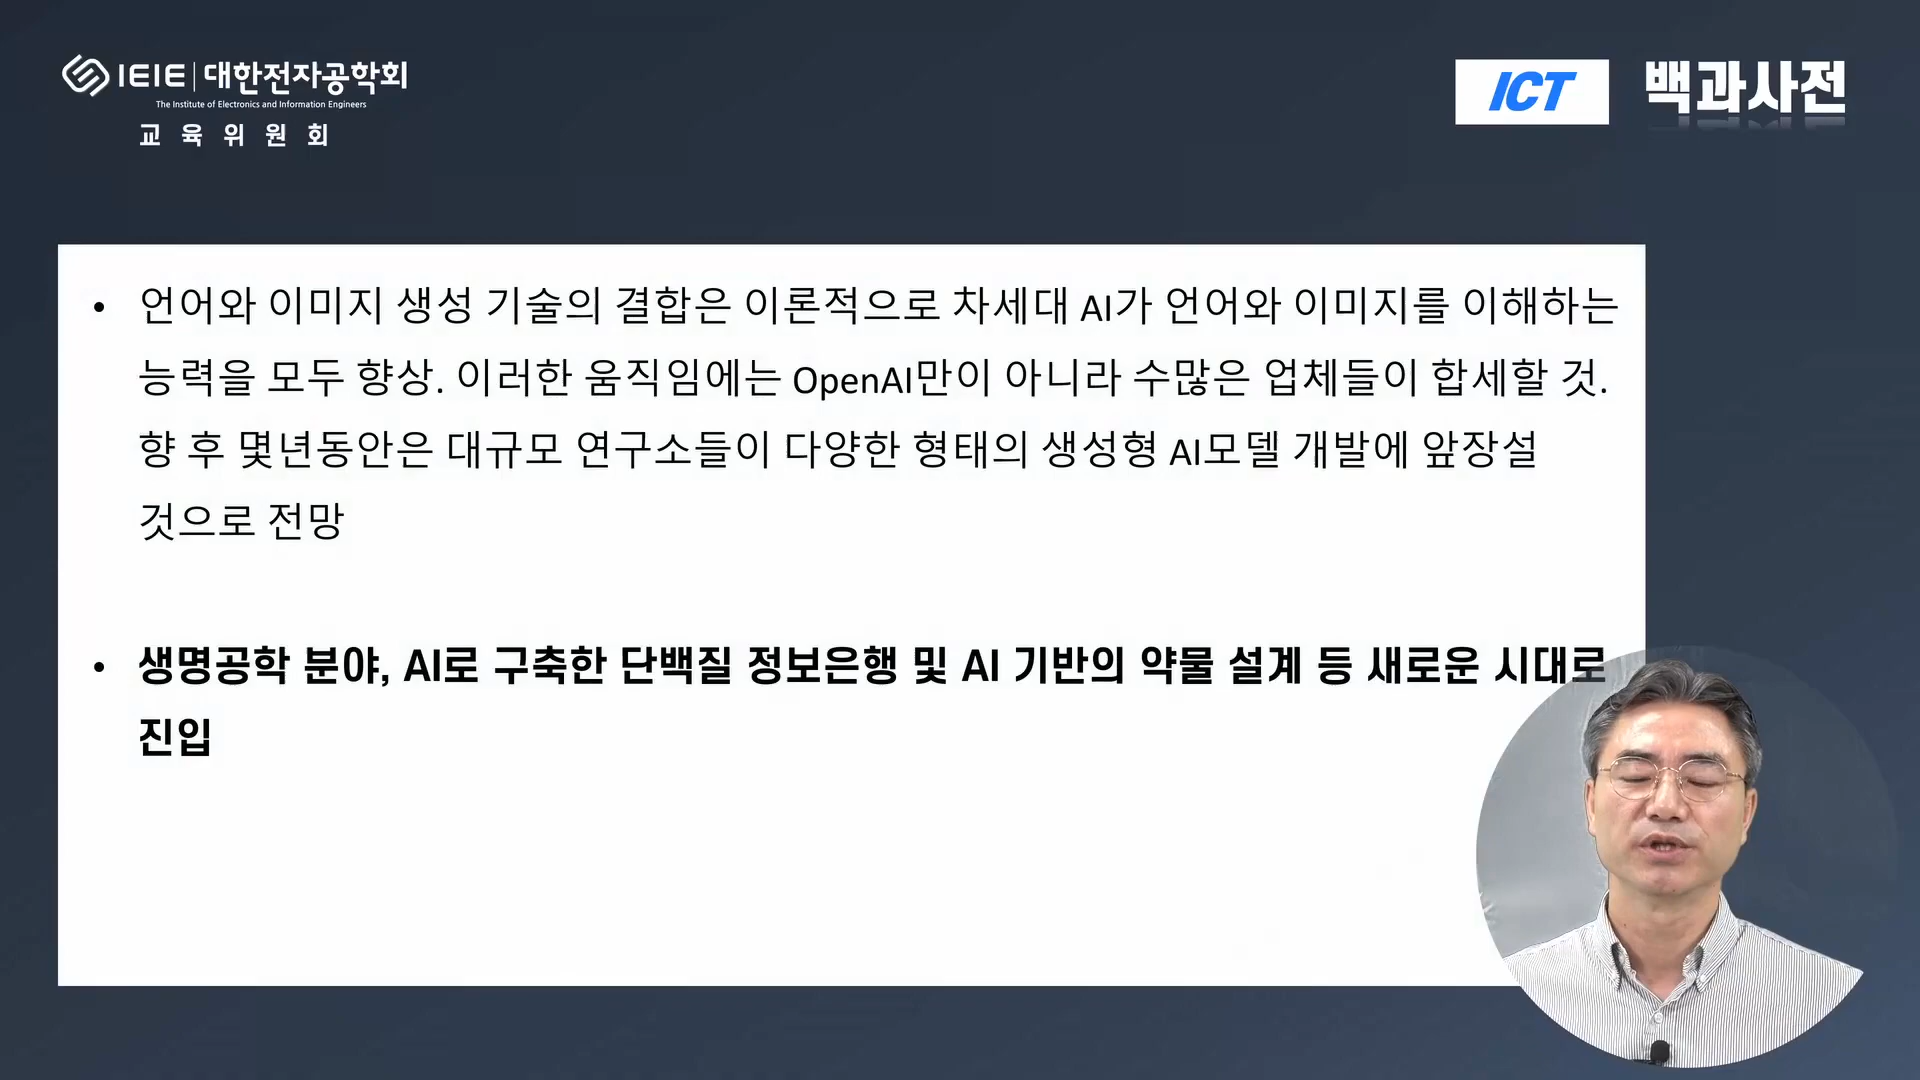 IEIE 대한전자공학회
The Institute of Electronics and Information Engineers
교육위원회
ICT 백과사전
• 언어와 이미지 생성 기술의 결합은 이론적으로 차세대 AI가 언어와 이미지를 이해하는
능력을 모두 향상. 이러한 움직임에는 OpenAI만이 아니라 수많은 업체들이 합세할 것.
향 후 몇년동안은 대규모 연구소들이 다양한 형태의 생성형 AI모델 개발에 앞장설
것으로 전망
• 생명공학 분야, AI로 구축한 단백질 정보은행 및 AI 기반의 약물 설계 등 새로운 시대로
진입